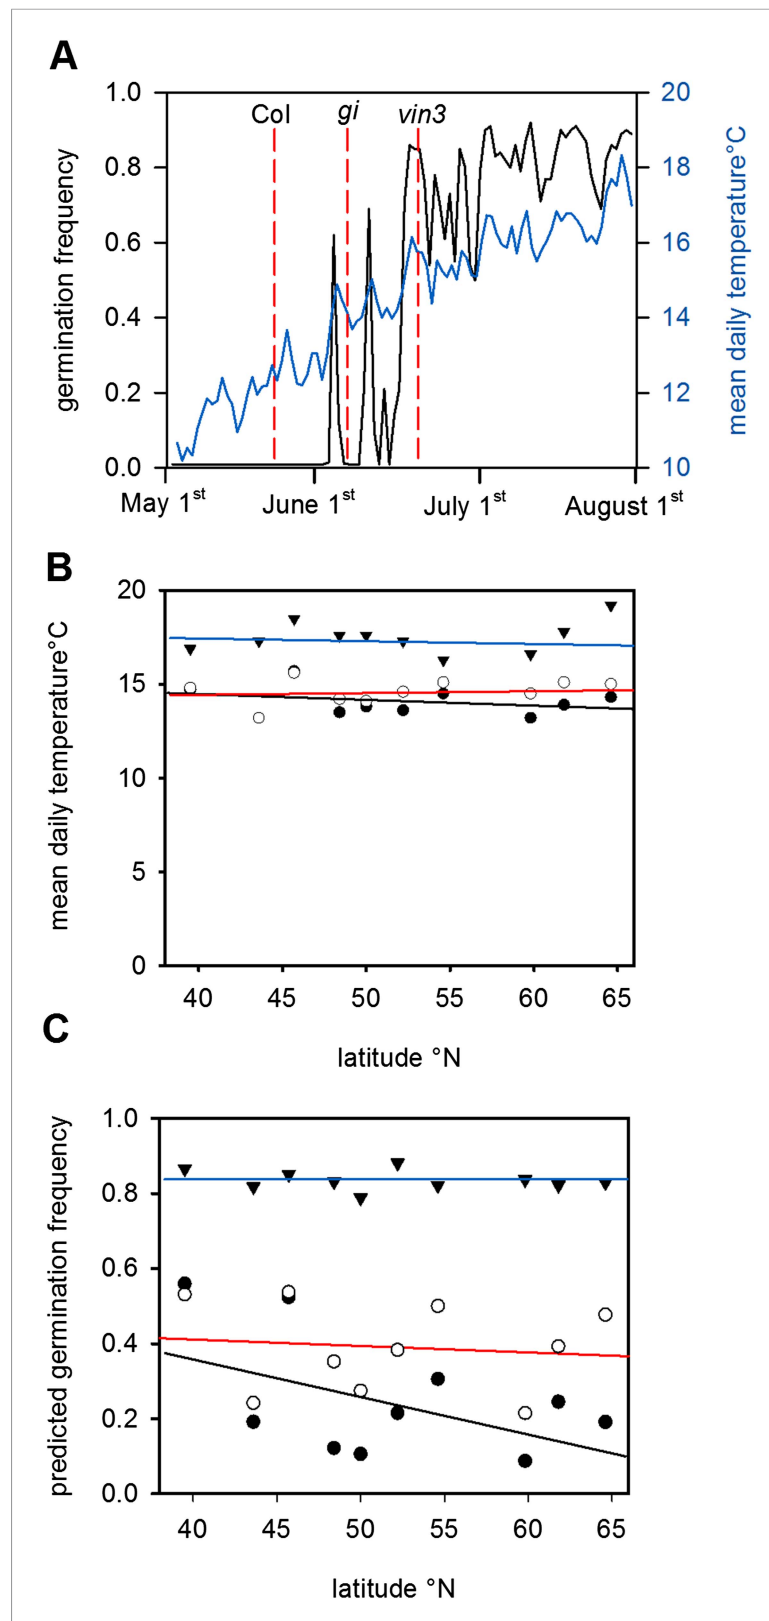 A
1.0
0.8
0.6
0.4
0.2
0.0
germination frequency
Col
gi
vin3
20
18
16
14
12
10
mean daily temperature°C
May 1st
June 1st
July 1st
August 1st
B
20
15
10
5
0
mean daily temperature°C
40 45 50 55 60 65
latitude °N
C
1.0
0.8
0.6
0.4
0.2
0.0
predicted germination frequency
40 45 50 55 60 65
latitude °N